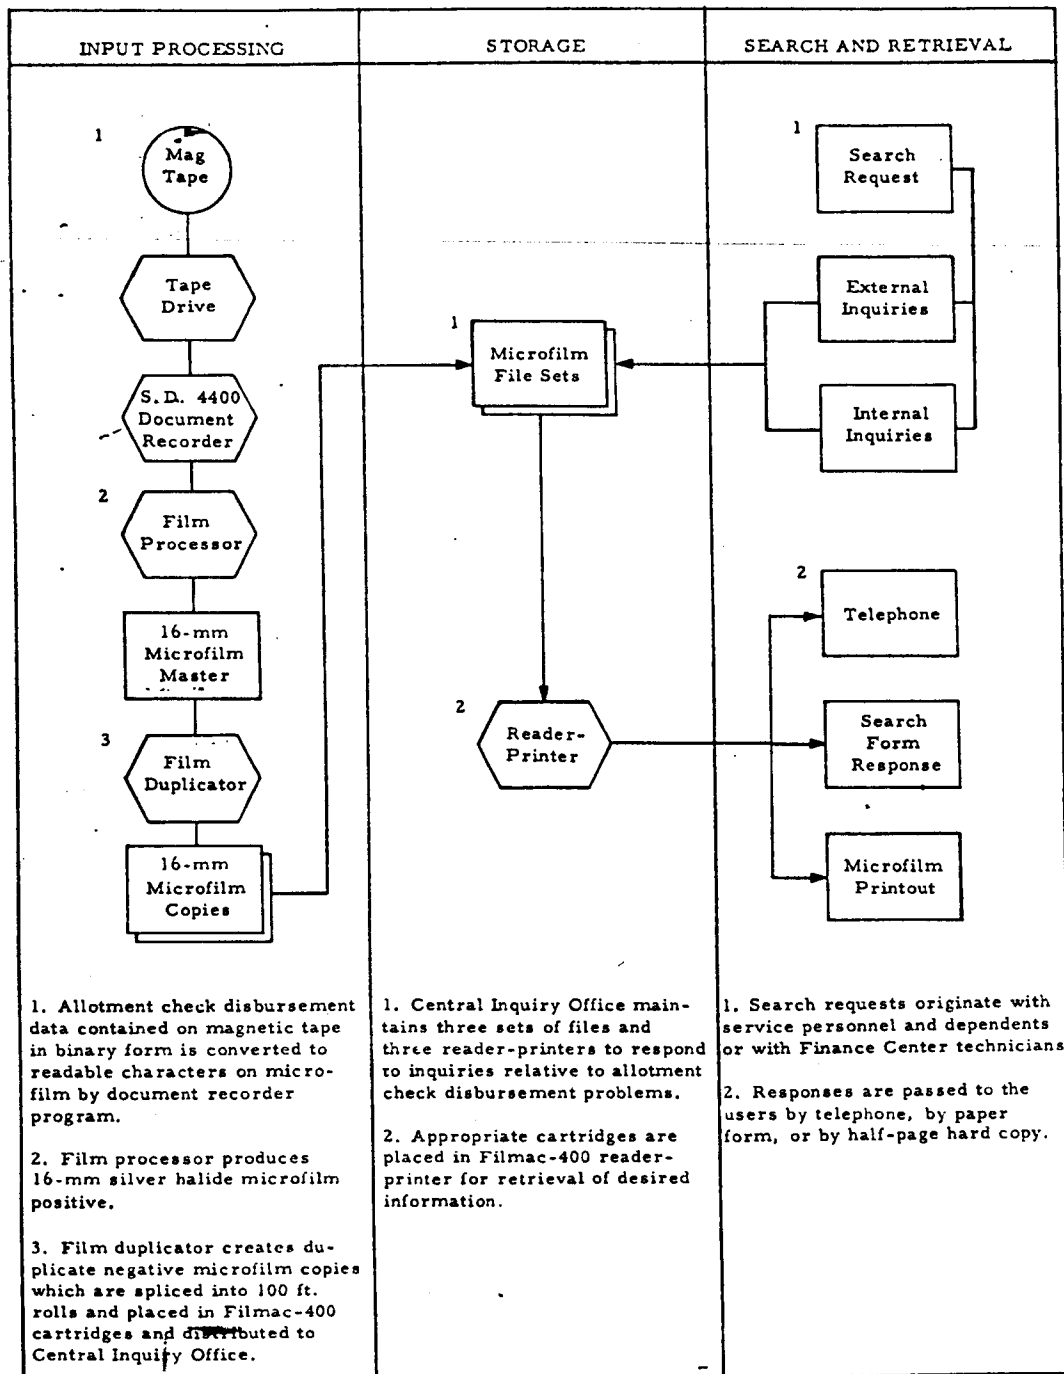 INPUT PROCESSING
STORAGE
SEARCH AND RETRIEVAL
1
Mag
Tape
Tape
Drive
S.D. 4400
Document
Recorder
2
Film
Processor
16-mm
Microfilm
Master
3
Film
Duplicator
16-mm
Microfilm
Copies
1. Allotment check disbursement
data contained on magnetic tape
in binary form is converted to
readable characters on micro-
film by document recorder
program.
2. Film processor produces
16-mm silver halide microfilm
positive.
3. Film duplicator creates du-
plicate negative microfilm copies
which are spliced into 100 ft.
rolls and placed in Filmac-400
cartridges and distributed to
Central Inquiry Office.
1
Microfilm
File Sets
2
Reader-
Printer
1. Central Inquiry Office main-
tains three sets of files and
three reader-printers to respond
to inquiries relative to allotment
check disbursement problems.
2. Appropriate cartridges are
placed in Filmac-400 reader-
printer for retrieval of desired
information.
1
Search
Request
External
Inquiries
Internal
Inquiries
2
Telephone
Search
Form
Response
Microfilm
Printout
1. Search requests originate with
service personnel and dependents
or with Finance Center technicians
2. Responses are passed to the
users by telephone, by paper
form, or by half-page hard copy.